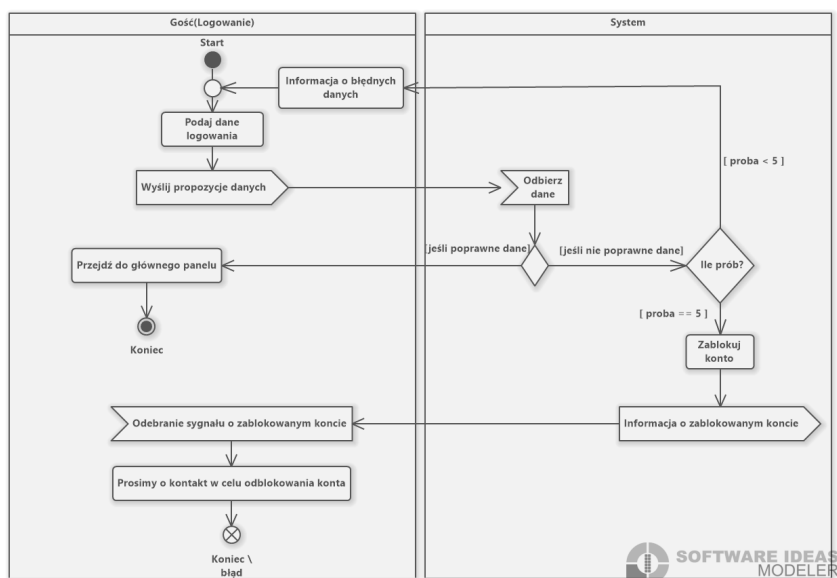 Gość(Logowanie)
System
Start
Informacja o błędnych
danych
Podaj dane
logowania
[ proba < 5 ]
Wyślij propozycje danych
Odbierz
dane
[jeśli poprawne dane]
[jeśli nie poprawne dane]
Przejdź do głównego panelu
Ile prób?
Koniec
[ proba == 5 ]
Zablokuj
konto
Odebranie sygnału o zablokowanym koncie
Informacja o zablokowanym koncie
Prosimy o kontakt w celu odblokowania konta
Koniec \
błąd
SOFTWARE IDEAS
MODELER